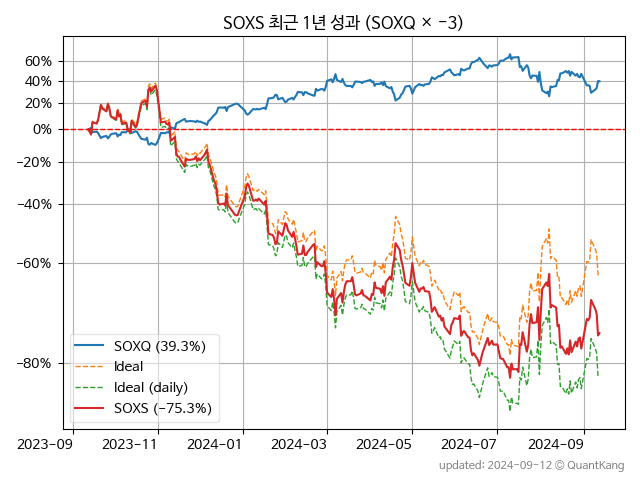 SOXS 최근 1년 성과 (SOXQ × −3)
60%
40%
20%
0%
−20%
−40%
−60%
−80%
SOXQ (39.3%)
Ideal
Ideal (daily)
SOXS (−75.3%)
2023-09
2023-11
2024-01
2024-03
2024-05
2024-07
2024-09
updated: 2024-09-12 © QuantKang